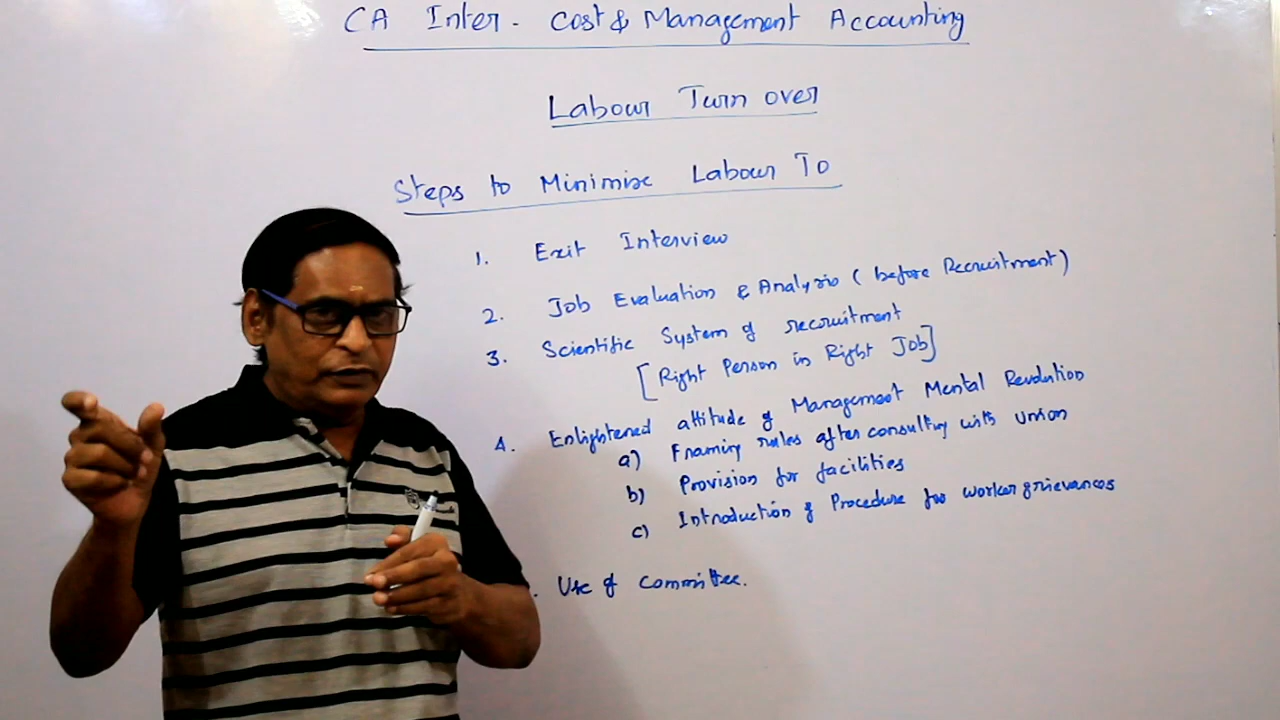 CA Inter - Cost & Management Accounting
Labour Turn over
Steps to Minimise Labour To
1. Exit Interview
2. Job Evaluation & Analysis (before Recruitment)
3. Scientific System of recruitment
[Right Person in Right Job]
4. Enlightened attitude of Management Mental Revolution
a) Framing rules after consulting with union
b) Provision for facilities
c) Introduction of Procedure for worker grievances
. Use of Committee.